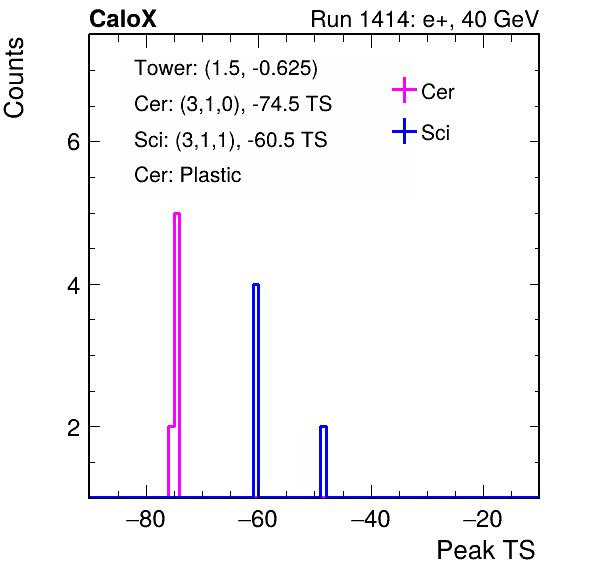 CaloX Run 1414: e+, 40 GeV
Counts
Tower: (1.5, -0.625)
Cer: (3,1,0), -74.5 TS
Sci: (3,1,1), -60.5 TS
Cer: Plastic
Cer
Sci
6
4
2
−80 −60 −40 −20
Peak TS